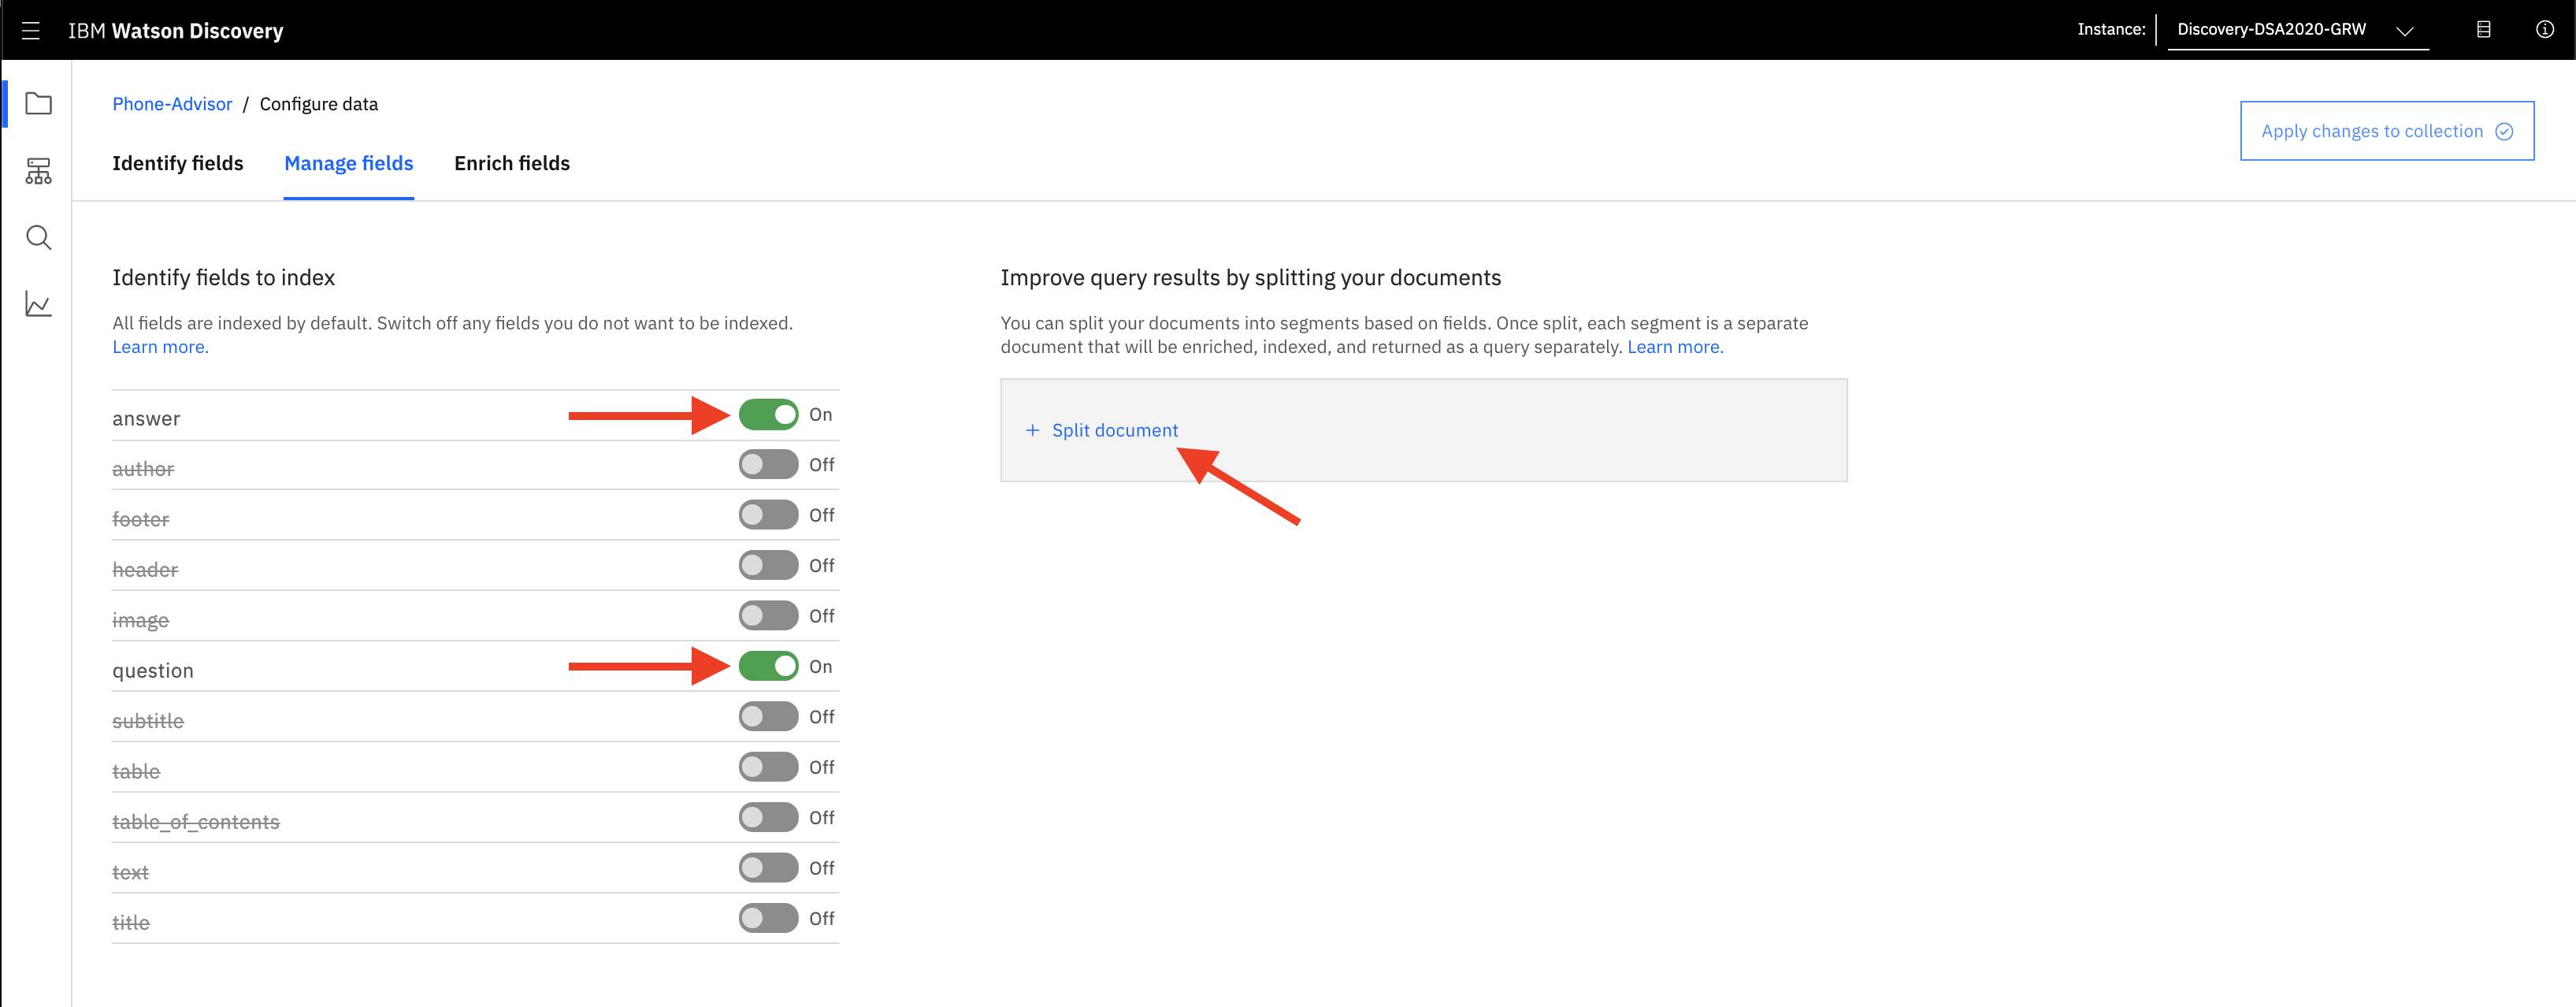 IBM Watson Discovery
Instance:
Discovery-DSA2020-GRW
Phone-Advisor / Configure data
Apply changes to collection
Identify fields
Manage fields
Enrich fields
Identify fields to index
All fields are indexed by default. Switch off any fields you do not want to be indexed.
Learn more.
answer
On
author
Off
footer
Off
header
Off
image
Off
question
On
subtitle
Off
table
Off
table_of_contents
Off
text
Off
title
Off
Improve query results by splitting your documents
You can split your documents into segments based on fields. Once split, each segment is a separate
document that will be enriched, indexed, and returned as a query separately. Learn more.
+ Split document